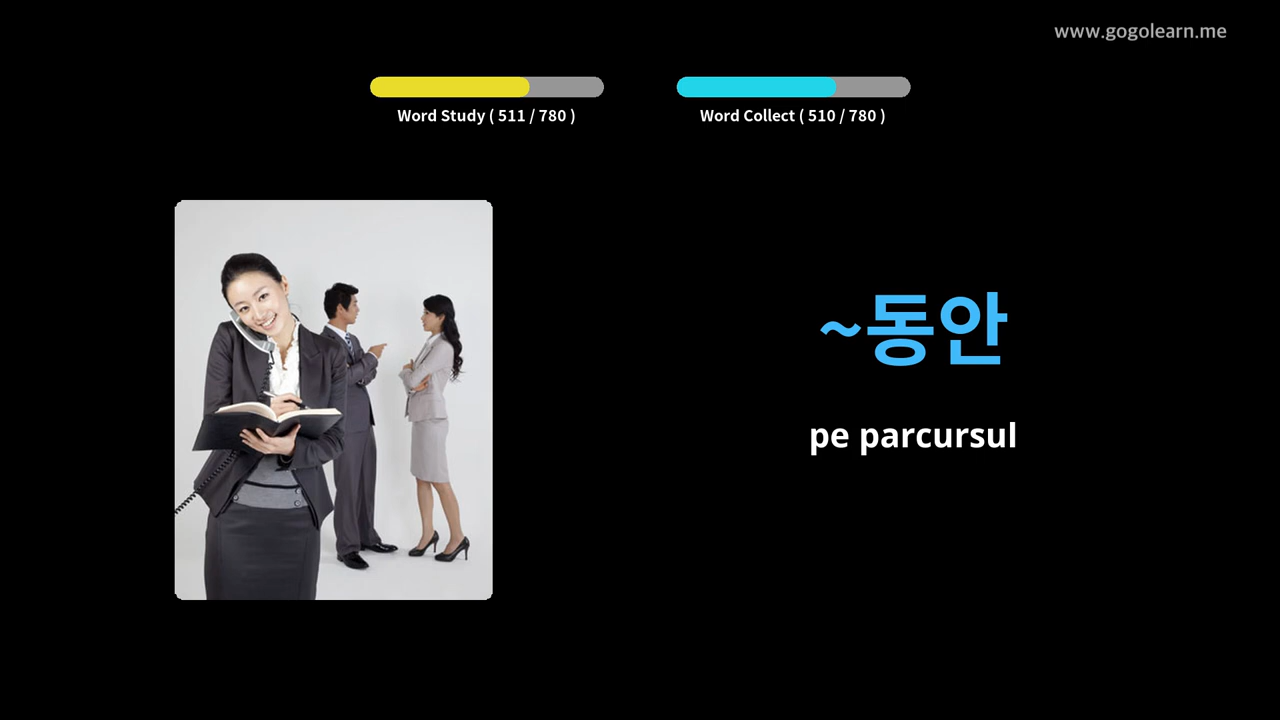 www.gogolearn.me
Word Study ( 511 / 780 )
Word Collect ( 510 / 780 )
~동안
pe parcursul